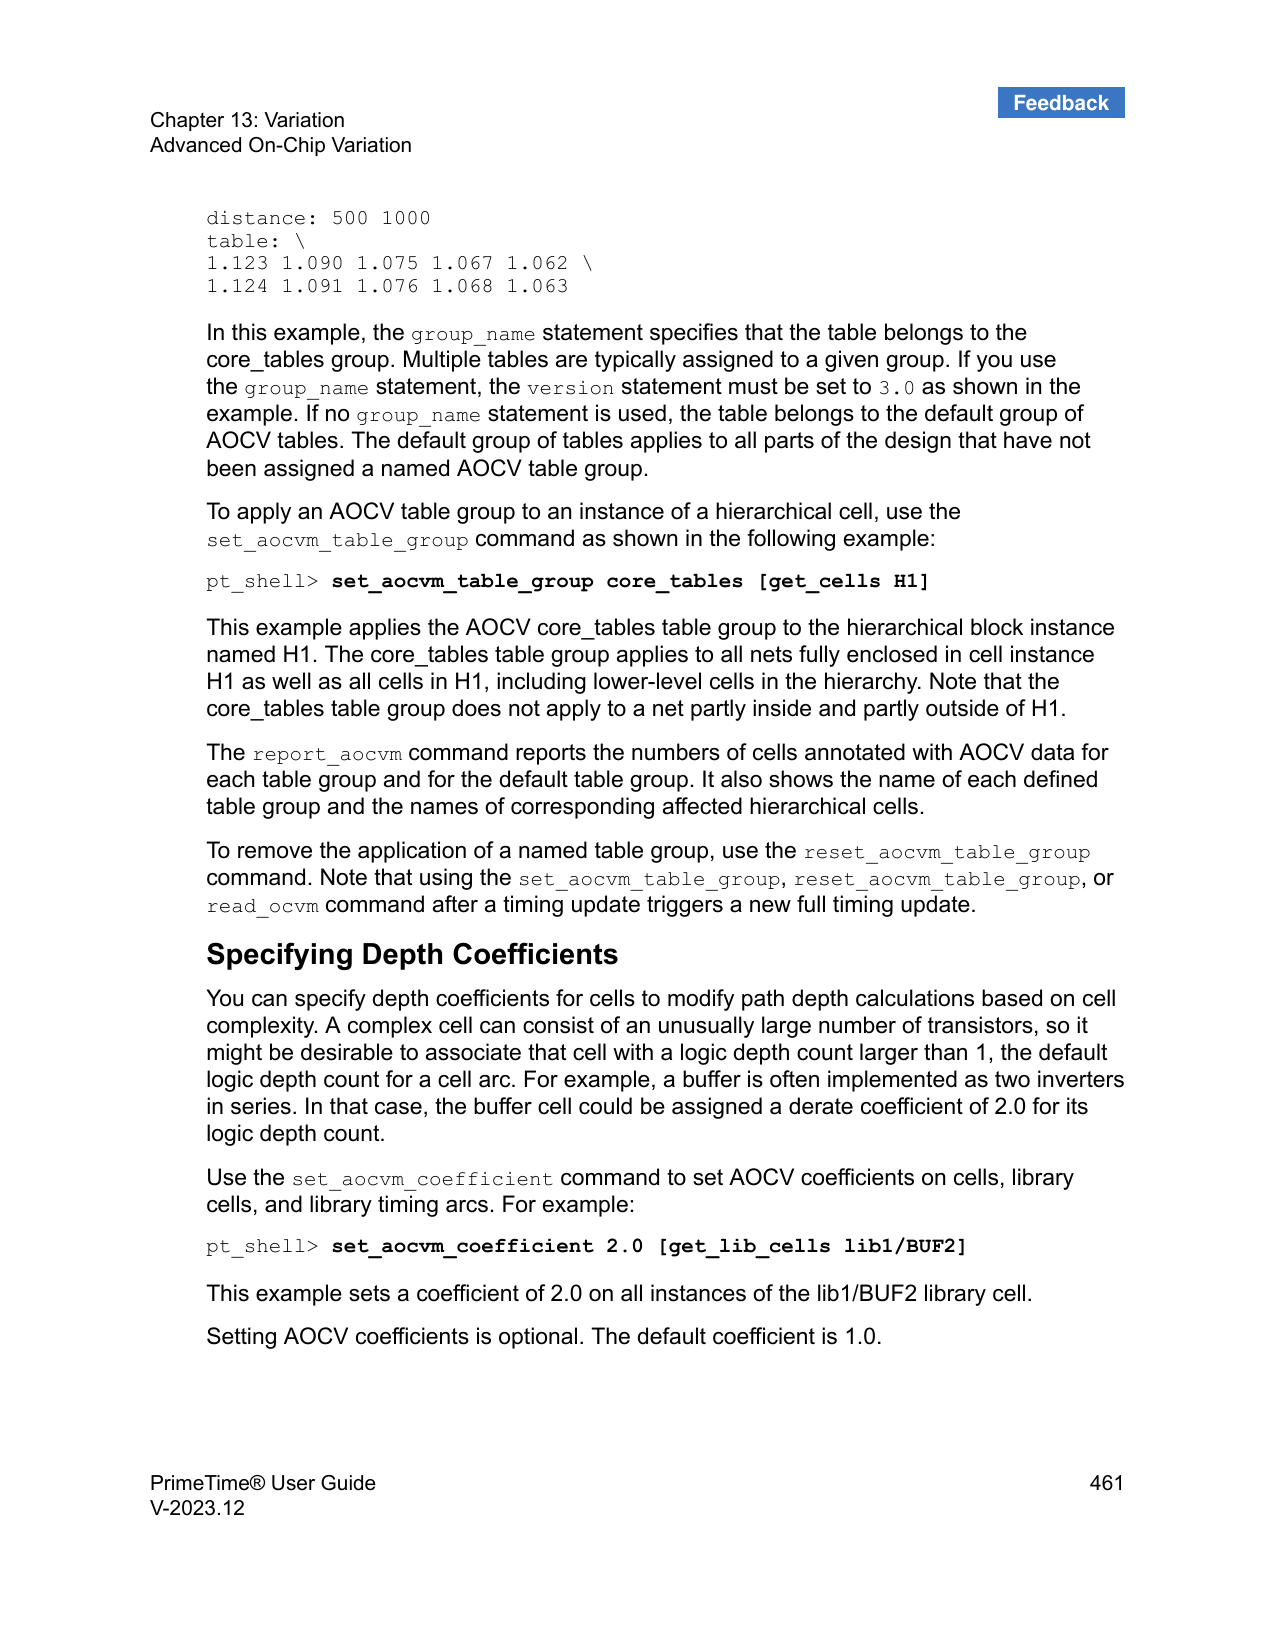 Feedback
Chapter 13: Variation
Advanced On-Chip Variation
distance: 500 1000
table: \
1.123 1.090 1.075 1.067 1.062 \
1.124 1.091 1.076 1.068 1.063
In this example, the group_name statement specifies that the table belongs to the
core_tables group. Multiple tables are typically assigned to a given group. If you use
the group_name statement, the version statement must be set to 3.0 as shown in the
example. If no group_name statement is used, the table belongs to the default group of
AOCV tables. The default group of tables applies to all parts of the design that have not
been assigned a named AOCV table group.
To apply an AOCV table group to an instance of a hierarchical cell, use the
set_aocvm_table_group command as shown in the following example:
pt_shell> set_aocvm_table_group core_tables [get_cells H1]
This example applies the AOCV core_tables table group to the hierarchical block instance
named H1. The core_tables table group applies to all nets fully enclosed in cell instance
H1 as well as all cells in H1, including lower-level cells in the hierarchy. Note that the
core_tables table group does not apply to a net partly inside and partly outside of H1.
The report_aocvm command reports the numbers of cells annotated with AOCV data for
each table group and for the default table group. It also shows the name of each defined
table group and the names of corresponding affected hierarchical cells.
To remove the application of a named table group, use the reset_aocvm_table_group
command. Note that using the set_aocvm_table_group, reset_aocvm_table_group, or
read_ocvm command after a timing update triggers a new full timing update.
Specifying Depth Coefficients
You can specify depth coefficients for cells to modify path depth calculations based on cell
complexity. A complex cell can consist of an unusually large number of transistors, so it
might be desirable to associate that cell with a logic depth count larger than 1, the default
logic depth count for a cell arc. For example, a buffer is often implemented as two inverters
in series. In that case, the buffer cell could be assigned a derate coefficient of 2.0 for its
logic depth count.
Use the set_aocvm_coefficient command to set AOCV coefficients on cells, library
cells, and library timing arcs. For example:
pt_shell> set_aocvm_coefficient 2.0 [get_lib_cells lib1/BUF2]
This example sets a coefficient of 2.0 on all instances of the lib1/BUF2 library cell.
Setting AOCV coefficients is optional. The default coefficient is 1.0.
PrimeTime® User Guide
461
V-2023.12